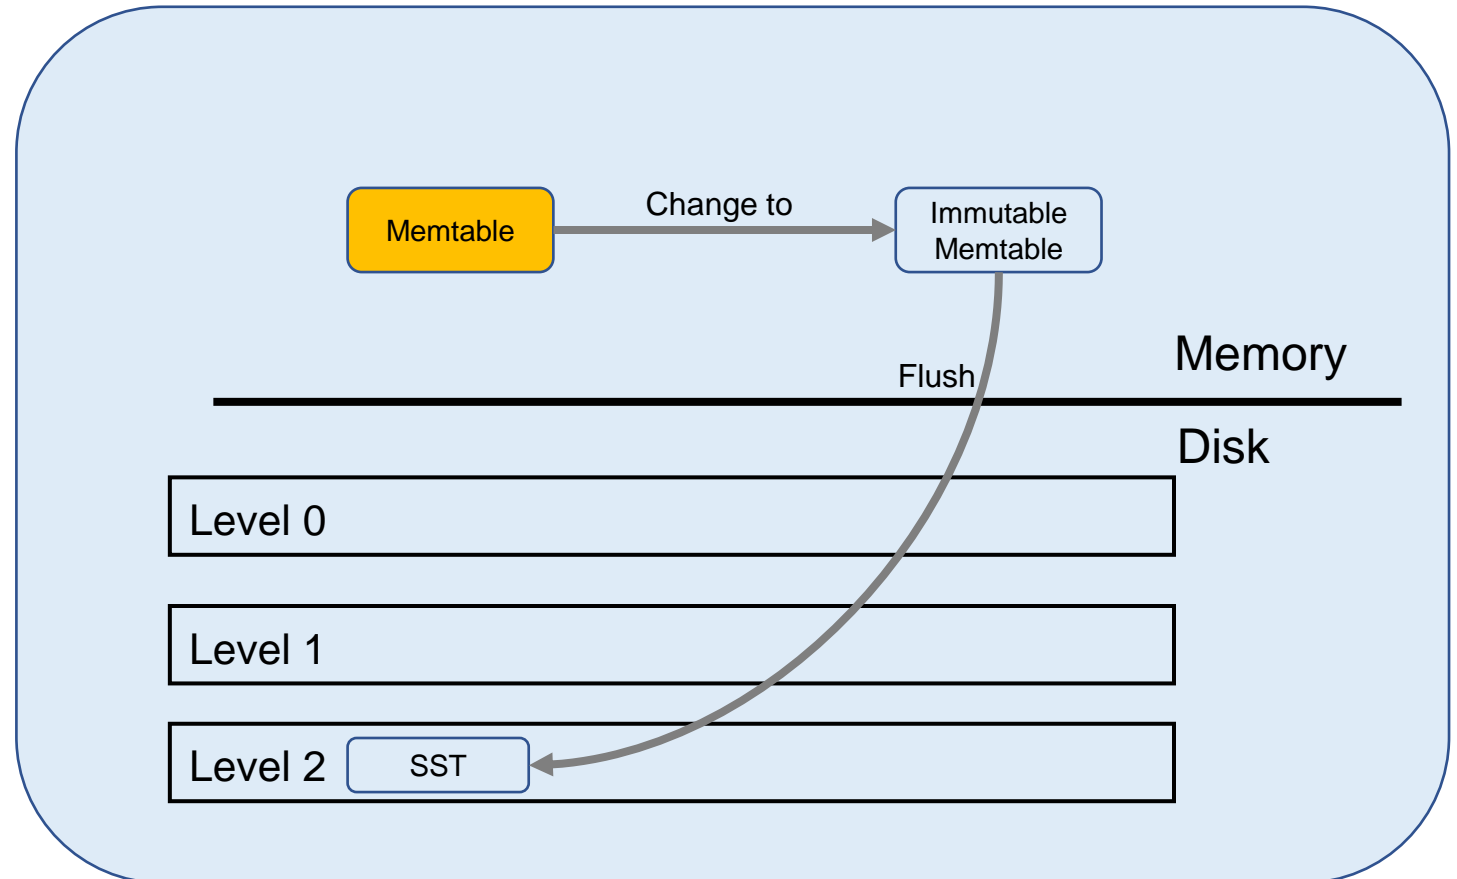 Memtable
Change to
Immutable
Memtable
Memory
Flush
Disk
Level 0
Level 1
Level 2
SST